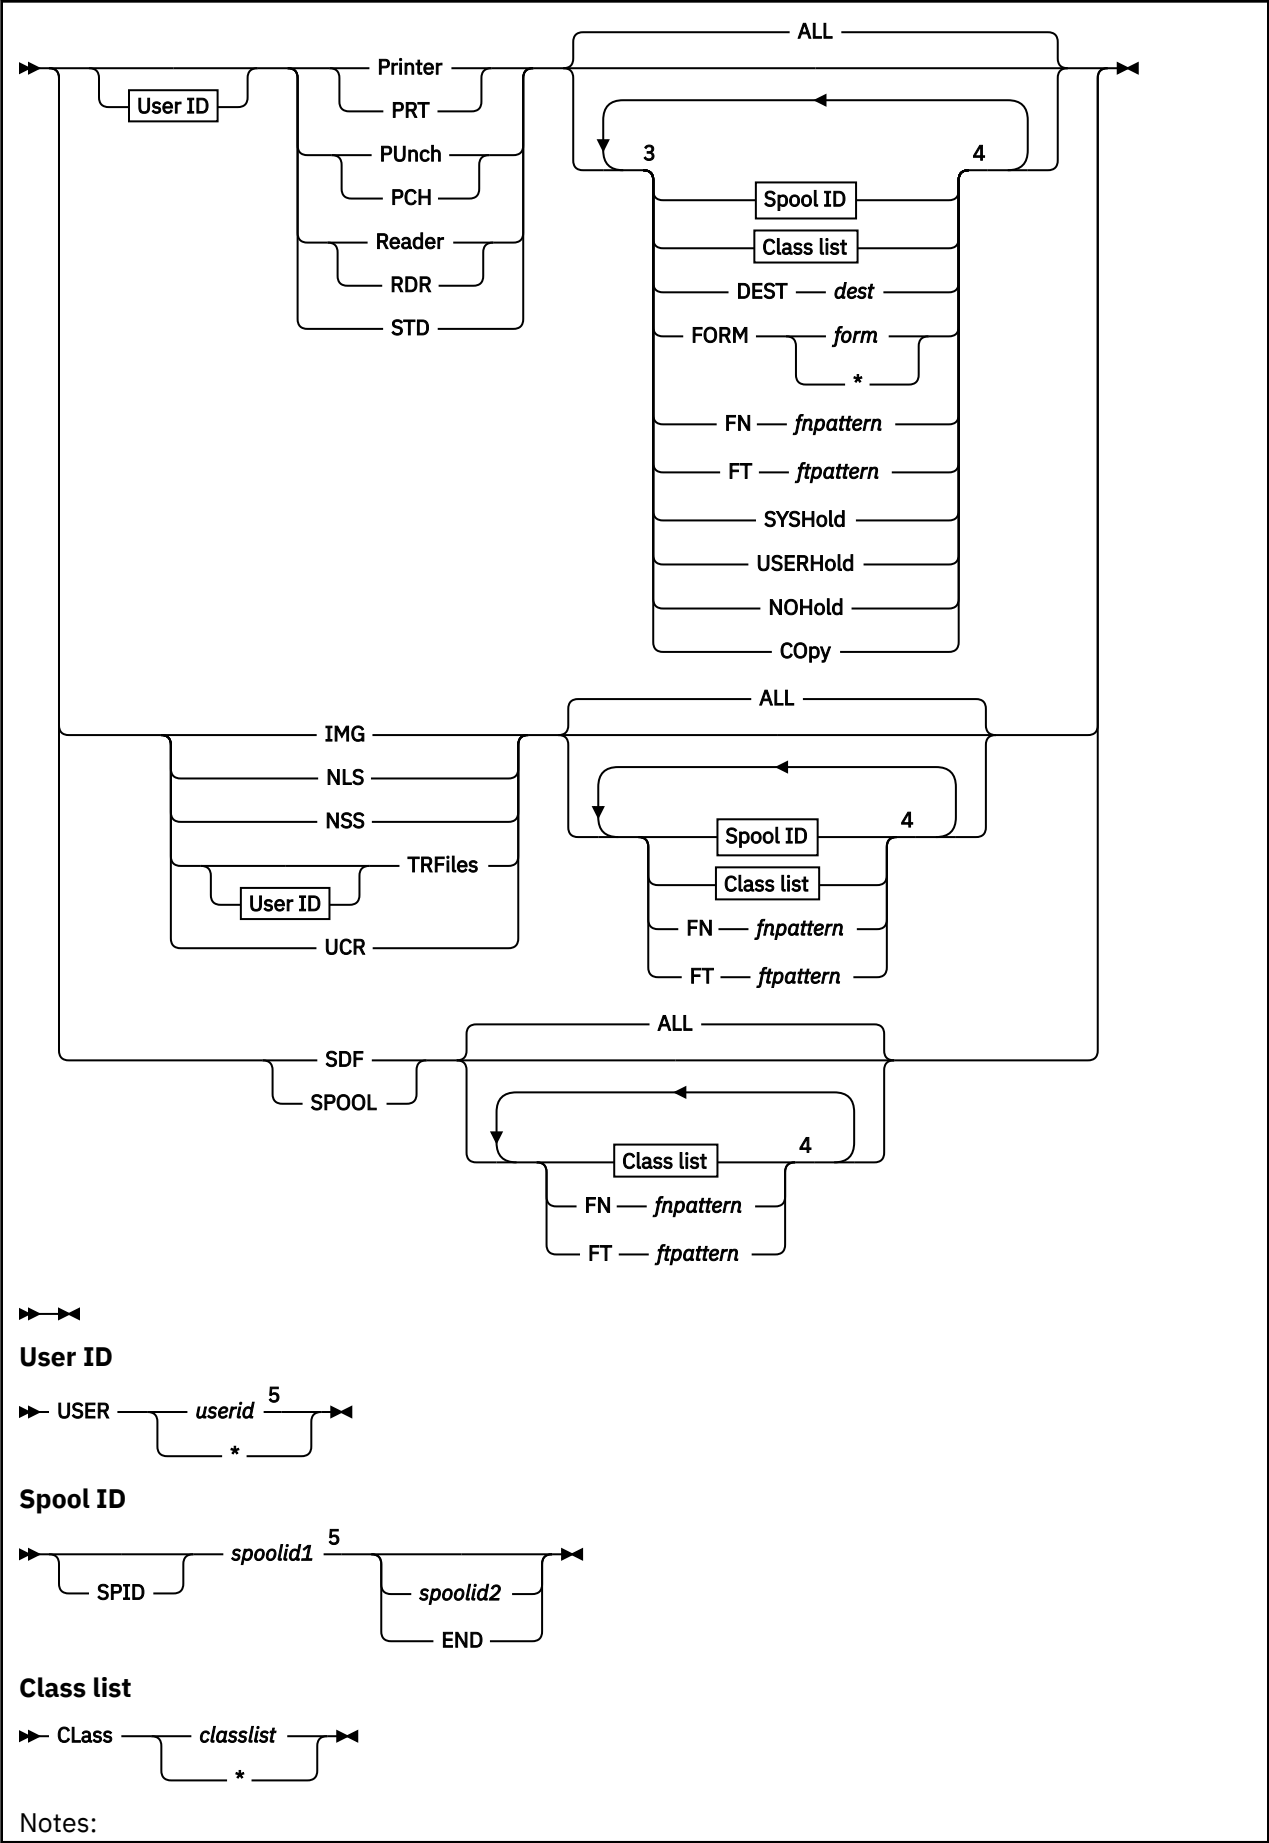 ALL
Printer
User ID
PRT
3
4
PUnch
PCH
Spool ID
Reader
Class list
RDR
DEST dest
STD
FORM form
*
FN fnpattern
FT ftpattern
SYSHold
USERHold
NOHold
COpy
ALL
IMG
NLS
NSS
4
Spool ID
TRFiles
User ID
Class list
FN fnpattern
UCR
FT ftpattern
ALL
SDF
SPOOL
4
Class list
FN fnpattern
FT ftpattern
User ID
USER userid 5
*
Spool ID
spoolid1 5
SPID
spoolid2
END
Class list
CLass classlist
*
Notes: